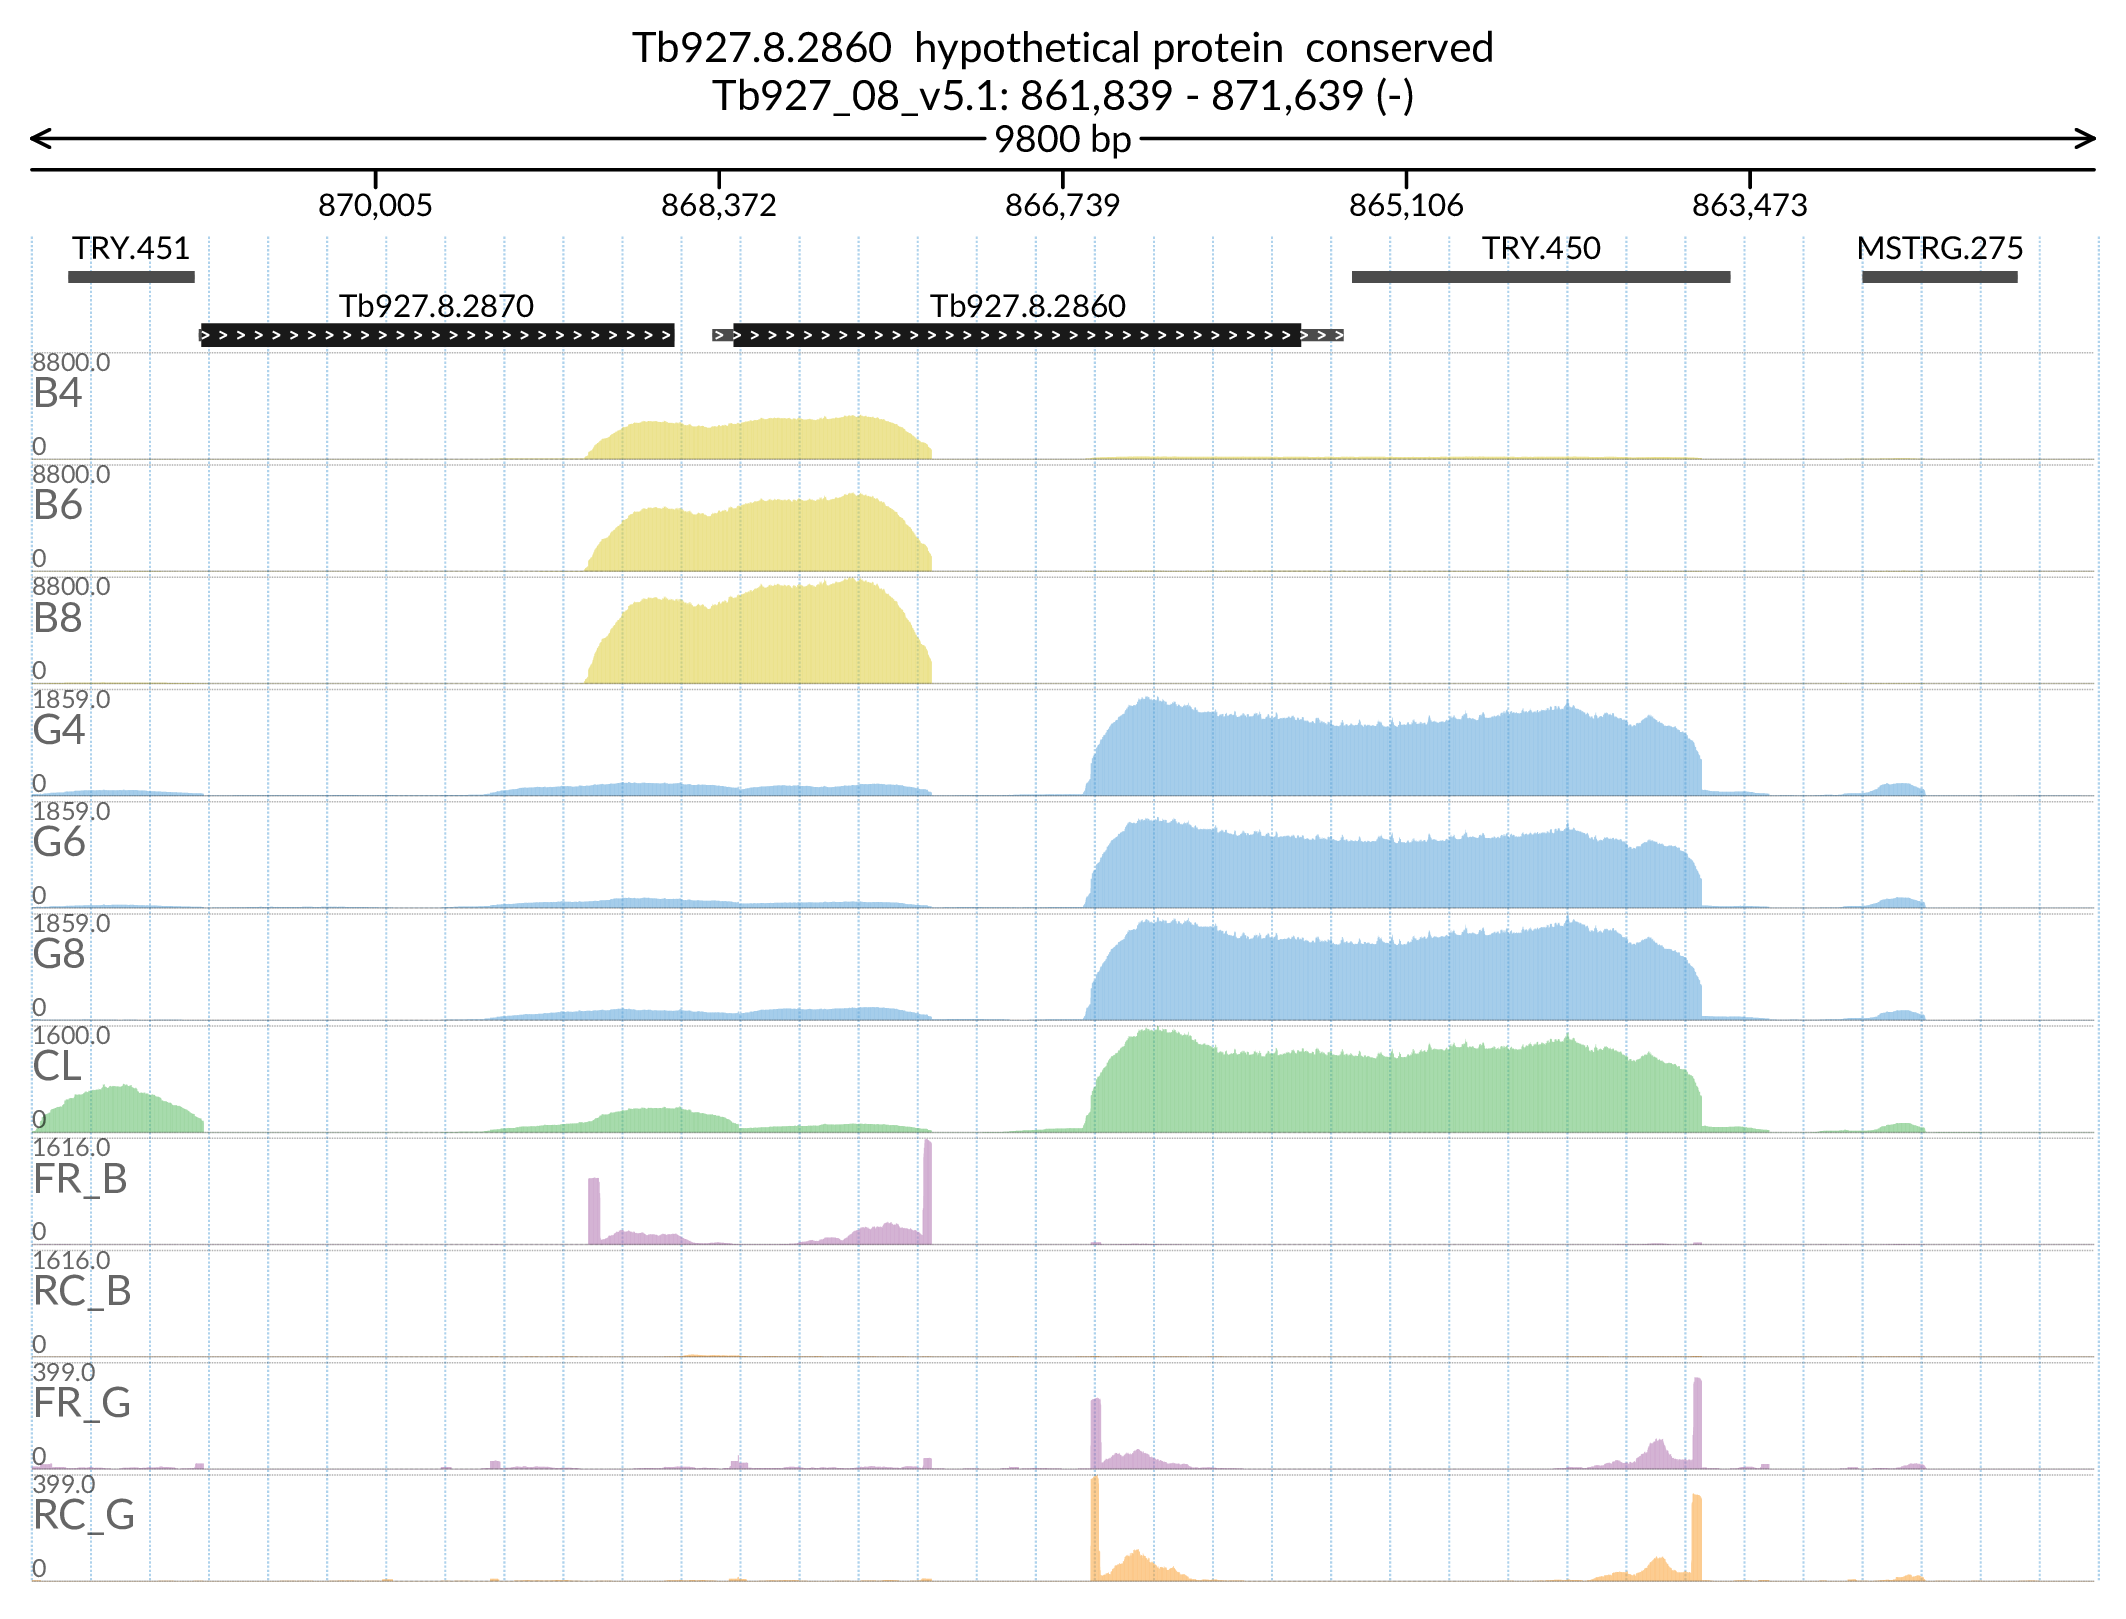 Tb927.8.2860 hypothetical protein conserved
Tb927_08_v5.1: 861,839 - 871,639 (-)
9800 bp
870,005 868,372 866,739 865,106 863,473
TRY.451 TRY.450 MSTRG.275
Tb927.8.2870 Tb927.8.2860
8800.0
B4
0
8800.0
B6
0
8800.0
B8
0
1859.0
G4
0
1859.0
G6
0
1859.0
G8
0
1600.0
CL
0
1616.0
FR_B
0
1616.0
RC_B
0
399.0
FR_G
0
399.0
RC_G
0